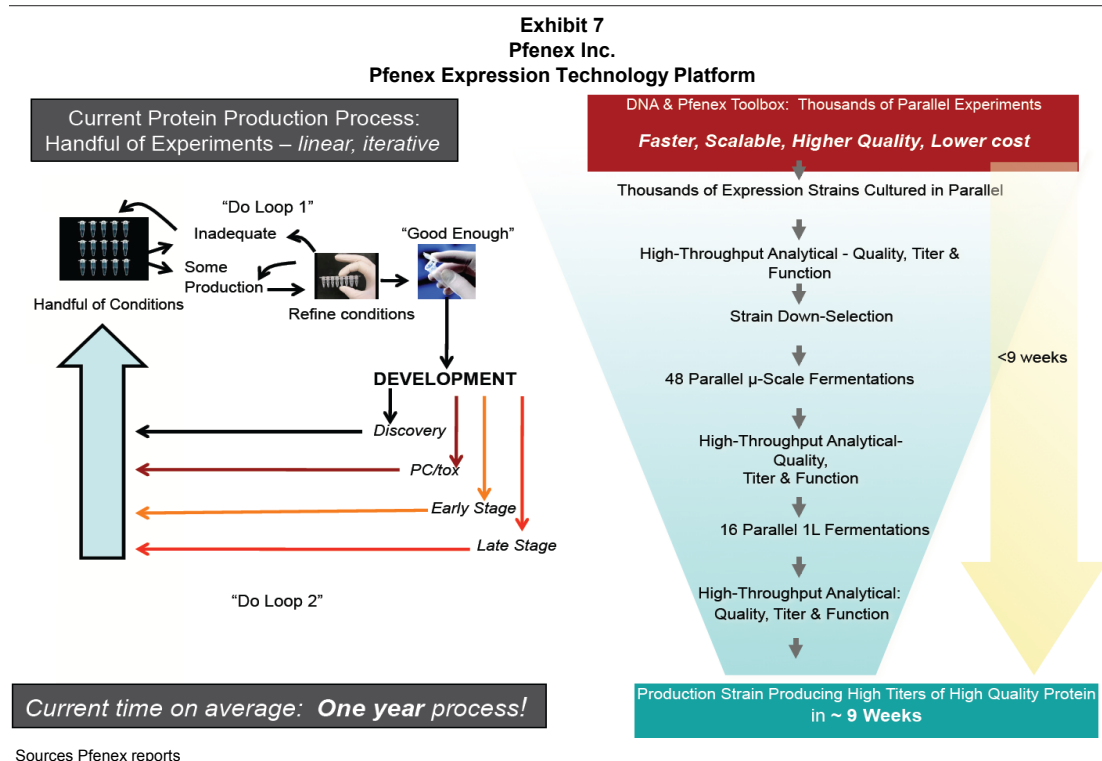 Exhibit 7
Pfenex Inc.
Pfenex Expression Technology Platform
Current Protein Production Process:
Handful of Experiments – linear, iterative
"Do Loop 1"
Inadequate
"Good Enough"
Some
Production
Handful of Conditions
Refine conditions
DEVELOPMENT
Discovery
PC/tox
Early Stage
Late Stage
"Do Loop 2"
Current time on average: One year process!
DNA & Pfenex Toolbox: Thousands of Parallel Experiments
Faster, Scalable, Higher Quality, Lower cost
Thousands of Expression Strains Cultured in Parallel
High-Throughput Analytical - Quality, Titer &
Function
Strain Down-Selection
<9 weeks
48 Parallel μ-Scale Fermentations
High-Throughput Analytical-
Quality,
Titer & Function
16 Parallel 1L Fermentations
High-Throughput Analytical:
Quality, Titer & Function
Production Strain Producing High Titers of High Quality Protein
in ~ 9 Weeks
Sources Pfenex reports